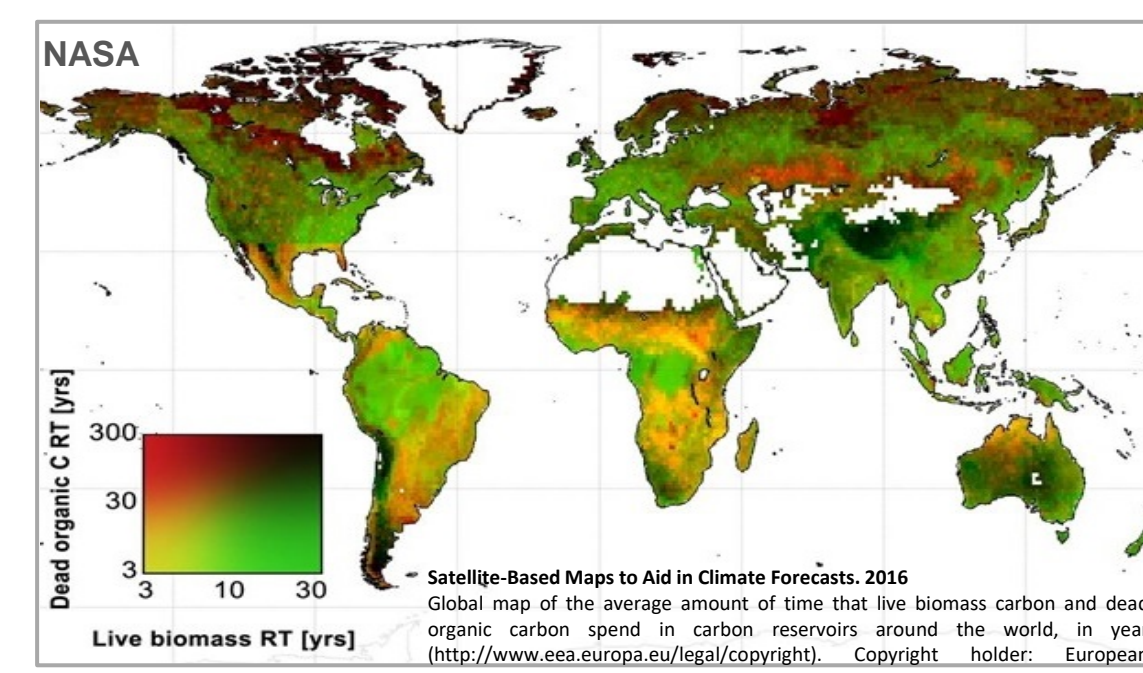 NASA
Dead organic C RT [yrs]
300
30
3
3 10 30
Live biomass RT [yrs]
Satellite-Based Maps to Aid in Climate Forecasts. 2016
Global map of the average amount of time that live biomass carbon and dead
organic carbon spend in carbon reservoirs around the world, in year
(http://www.eea.europa.eu/legal/copyright). Copyright holder: European